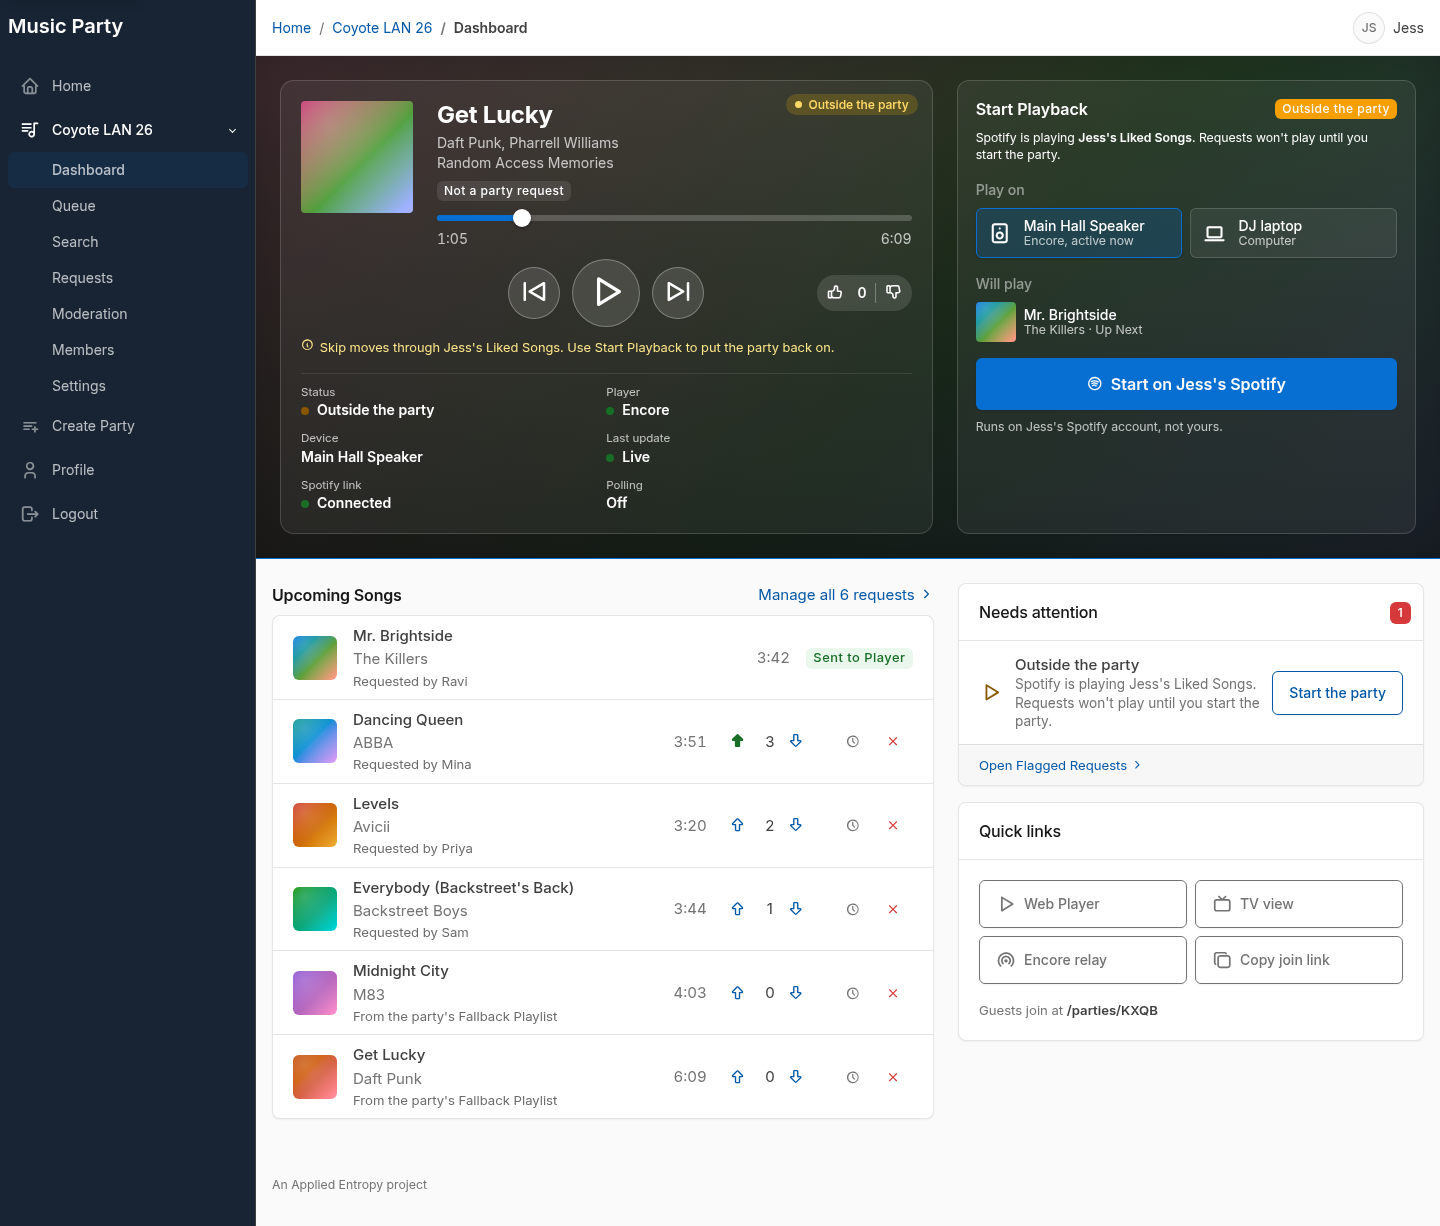 Music Party
Home
Coyote LAN 26
Dashboard
Queue
Search
Requests
Moderation
Members
Settings
Create Party
Profile
Logout
Home / Coyote LAN 26 / Dashboard
JS Jess
Get Lucky
Outside the party
Daft Punk, Pharrell Williams
Random Access Memories
Not a party request
1:05 6:09
0
Skip moves through Jess's Liked Songs. Use Start Playback to put the party back on.
Status Player
Outside the party Encore
Device Last update
Main Hall Speaker Live
Spotify link Polling
Connected Off
Start Playback Outside the party
Spotify is playing Jess's Liked Songs. Requests won't play until you
start the party.
Play on
Main Hall Speaker DJ laptop
Encore, active now Computer
Will play
Mr. Brightside
The Killers · Up Next
Start on Jess's Spotify
Runs on Jess's Spotify account, not yours.
Upcoming Songs Manage all 6 requests
Mr. Brightside
The Killers 3:42 Sent to Player
Requested by Ravi
Dancing Queen
ABBA 3:51 3
Requested by Mina
Levels
Avicii 3:20 2
Requested by Priya
Everybody (Backstreet's Back)
Backstreet Boys 3:44 1
Requested by Sam
Midnight City
M83 4:03 0
From the party's Fallback Playlist
Get Lucky
Daft Punk 6:09 0
From the party's Fallback Playlist
Needs attention 1
Outside the party
Spotify is playing Jess's Liked Songs.
Requests won't play until you start the
party.
Start the party
Open Flagged Requests
Quick links
Web Player TV view
Encore relay Copy join link
Guests join at /parties/KXQB
An Applied Entropy project